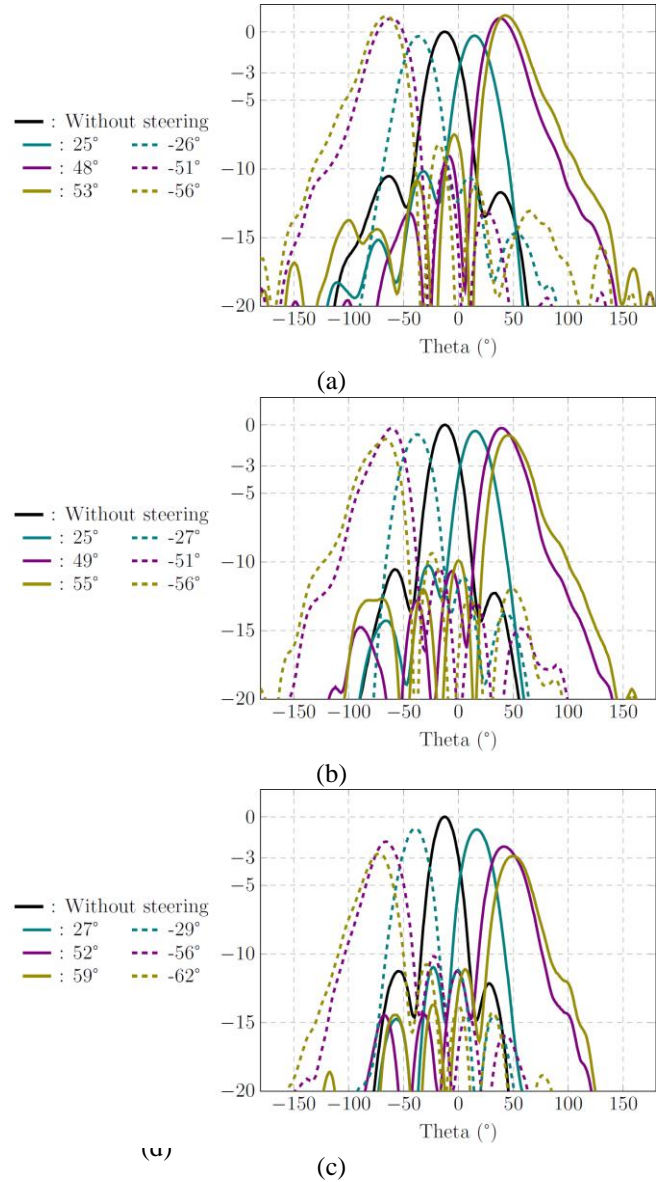 0
−3
−5
−10
−15
−20
: Without steering
: 25° -26°
: 48° -51°
: 53° -56°
−150 −100 −50 0 50 100 150
Theta (°)
(a)
0
−3
−5
−10
−15
−20
: Without steering
: 25° -27°
: 49° -51°
: 55° -56°
−150 −100 −50 0 50 100 150
Theta (°)
(b)
0
−3
−5
−10
−15
−20
: Without steering
: 27° -29°
: 52° -56°
: 59° -62°
−150 −100 −50 0 50 100 150
Theta (°)
(c)